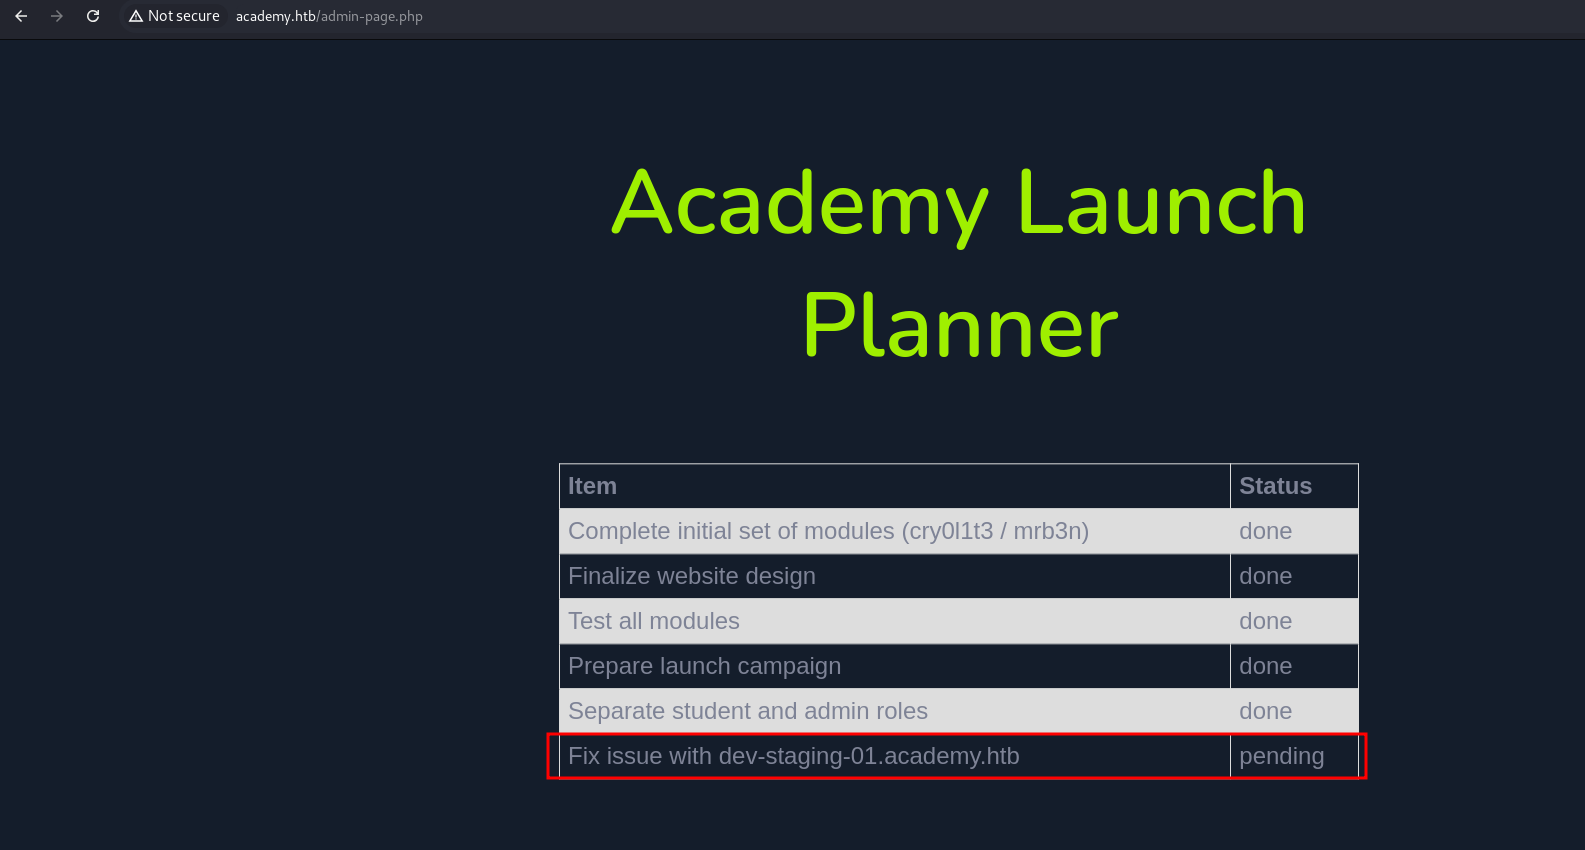 Not secure academy.htb/admin-page.php
Academy Launch
Planner
Item Status
Complete initial set of modules (cry0l1t3 / mrb3n) done
Finalize website design done
Test all modules done
Prepare launch campaign done
Separate student and admin roles done
Fix issue with dev-staging-01.academy.htb pending